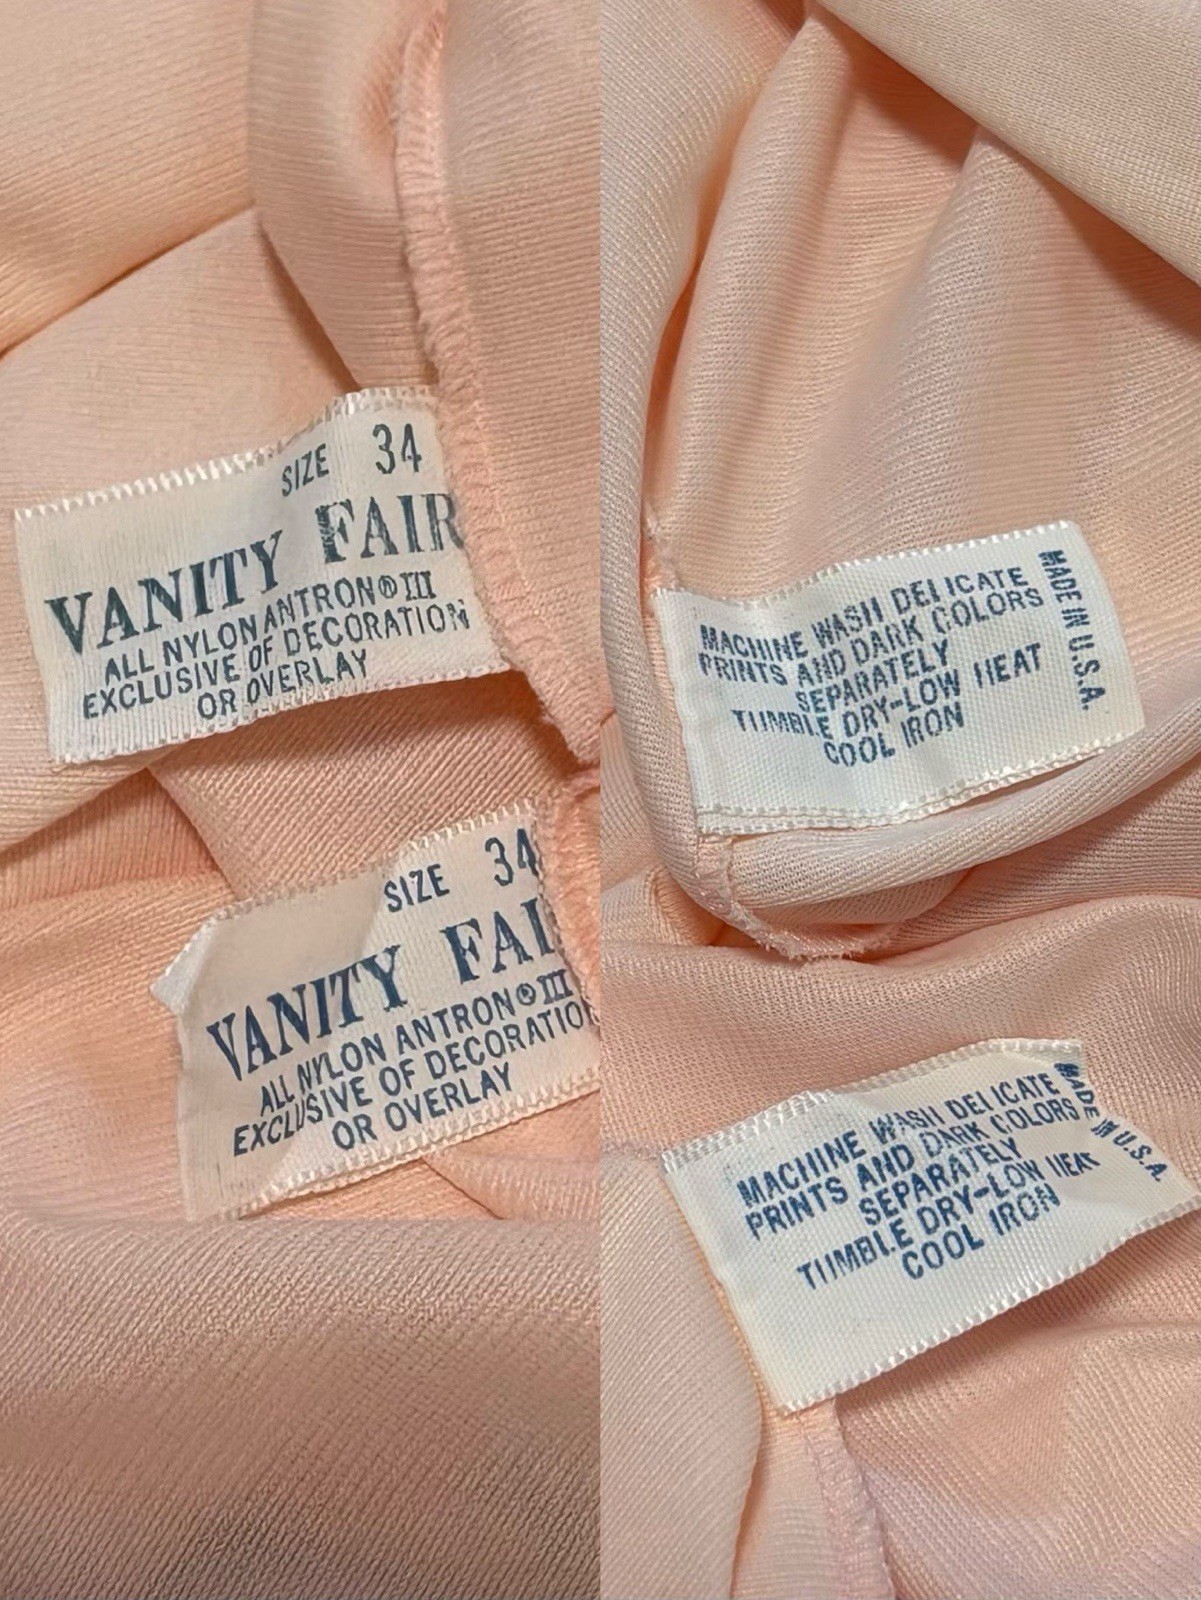 SIZE 34
VANITY FAIR
ALL NYLON ANTRON® III
EXCLUSIVE OF DECORATION
OR OVERLAY
SIZE 34
VANITY FAI
ALL NYLON ANTRON® III
EXCLUSIVE OF DECORATIO
OR OVERLAY
MACHINE WASH DELICATE
PRINTS AND DARK COLORS
SEPARATELY
TUMBLE DRY-LOW HEAT
COOL IRON
MADE IN U.S.A.
MACHINE WASH DELICATE
PRINTS AND DARK COLORS
SEPARATELY
TUMBLE DRY-LOW HEAT
COOL IRON
MADE IN U.S.A.